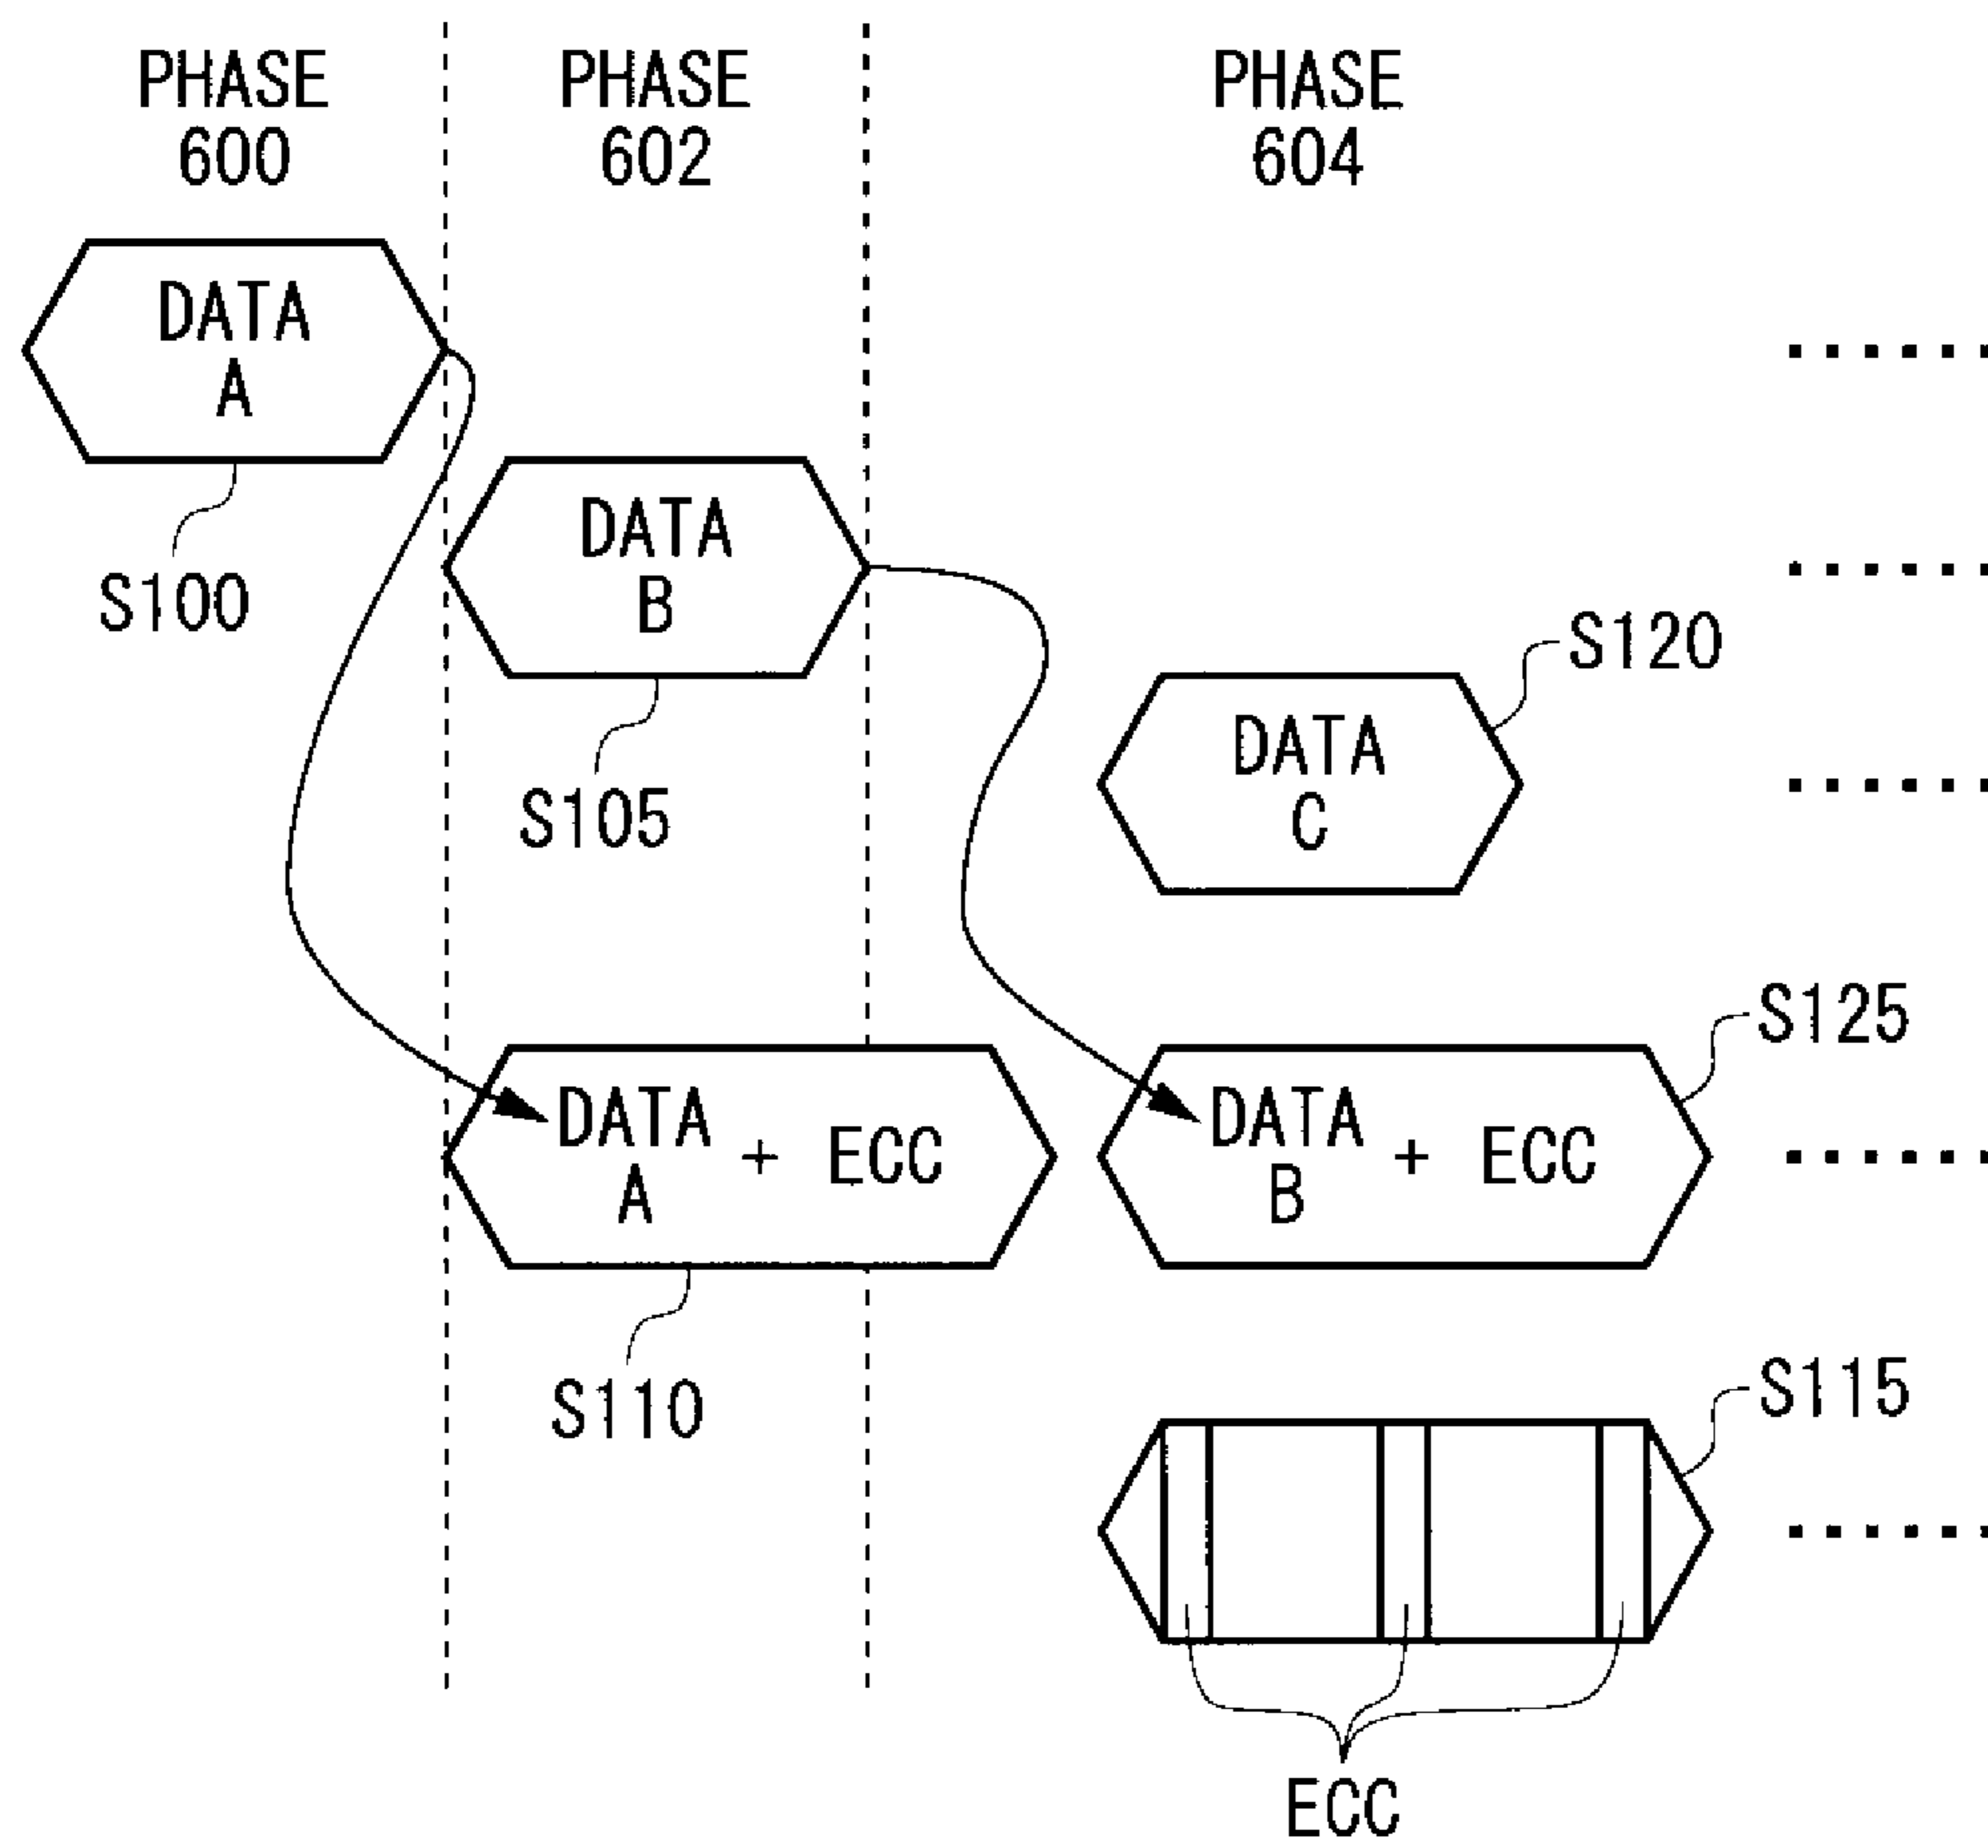 PHASE PHASE PHASE
600 602 604
DATA
A
S100
DATA
B
S105
S120
DATA
C
S125
DATA
A + ECC
DATA
B + ECC
S110
S115
ECC